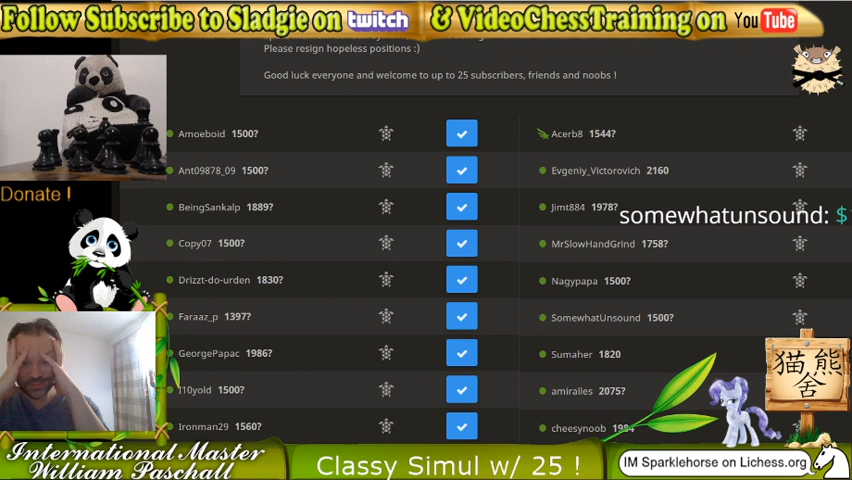 Follow Subscribe to Sladgie on twitch & VideoChessTraining on YouTube
Please resign hopeless positions :)
Good luck everyone and welcome to up to 25 subscribers, friends and noobs !
Donate !
Amoeboid 1500?
Ant09878_09 1500?
BeingSankalp 1889?
Copy07 1500?
Drizzt-do-urden 1830?
Faraaz_p 1397?
GeorgePapac 1986?
l10yold 1500?
Ironman29 1560?
Acerb8 1544?
Evgeniy_Victorovich 2160
Jimt884 1978?
somewhatunsound: $
MrSlowHandGrind 1758?
Nagypapa 1500?
SomewhatUnsound 1500?
Sumaher 1820
amiralles 2075?
cheesynoob 1984
猫熊
舍
International Master
William Paschall
Classy Simul w/ 25 !
IM Sparklehorse on Lichess.org